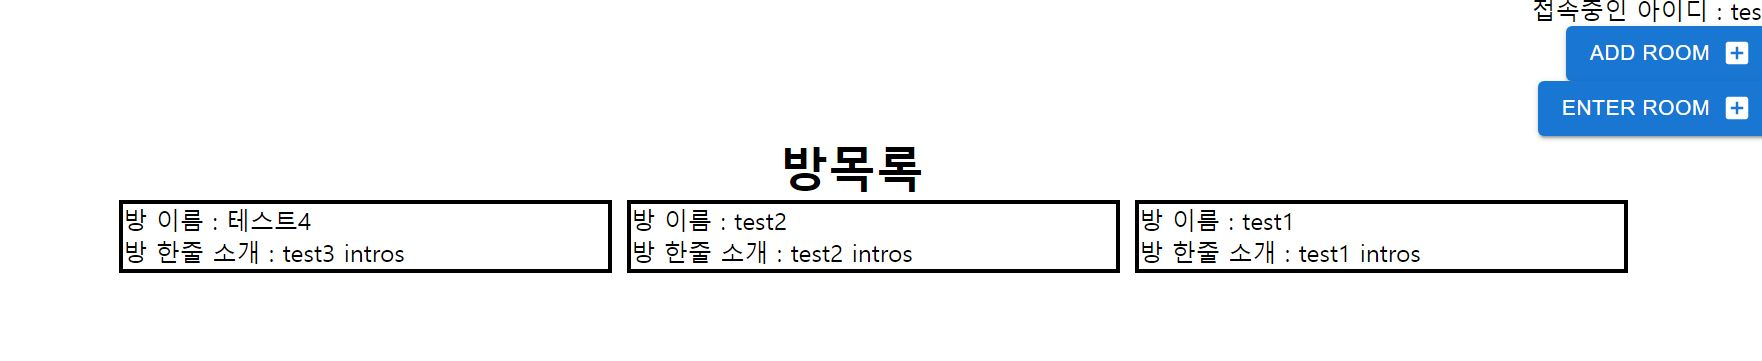 접속중인 아이디 : tes
ADD ROOM
ENTER ROOM
방목록
방 이름 : 테스트4
방 한줄 소개 : test3 intros
방 이름 : test2
방 한줄 소개 : test2 intros
방 이름 : test1
방 한줄 소개 : test1 intros